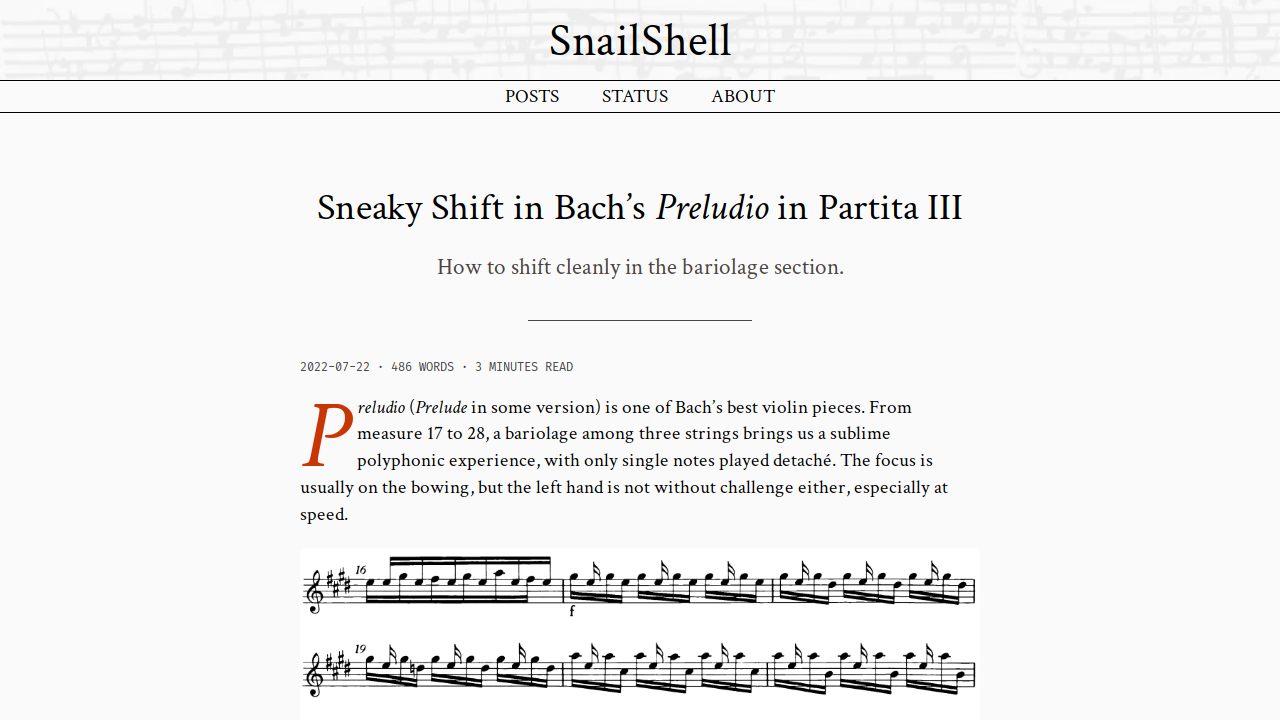 SnailShell
POSTS STATUS ABOUT
Sneaky Shift in Bach’s Preludio in Partita III
How to shift cleanly in the bariolage section.
2022-07-22 · 486 WORDS · 3 MINUTES READ
Preludio (Prelude in some version) is one of Bach’s best violin pieces. From
measure 17 to 28, a bariolage among three strings brings us a sublime
polyphonic experience, with only single notes played detaché. The focus is
usually on the bowing, but the left hand is not without challenge either, especially at
speed.
16
f
19